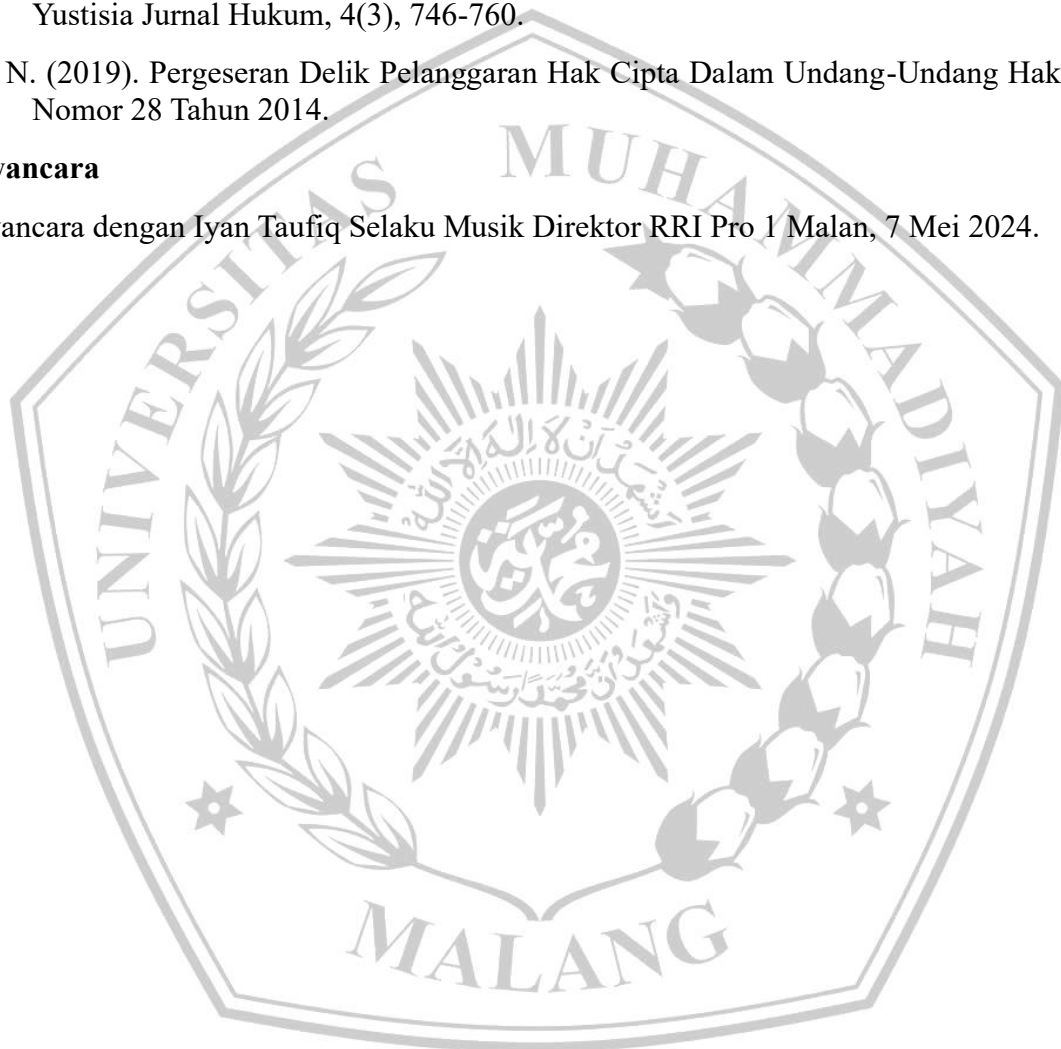 Yustisia Jurnal Hukum, 4(3), 746-760.
N. (2019). Pergeseran Delik Pelanggaran Hak Cipta Dalam Undang-Undang Hak
Nomor 28 Tahun 2014.
wancara
vancara dengan Iyan Taufiq Selaku Musik Direktor RRI Pro 1 Malan, 7 Mei 2024.
UNIVERSITAS MUHAMMADIYAH
MALANG